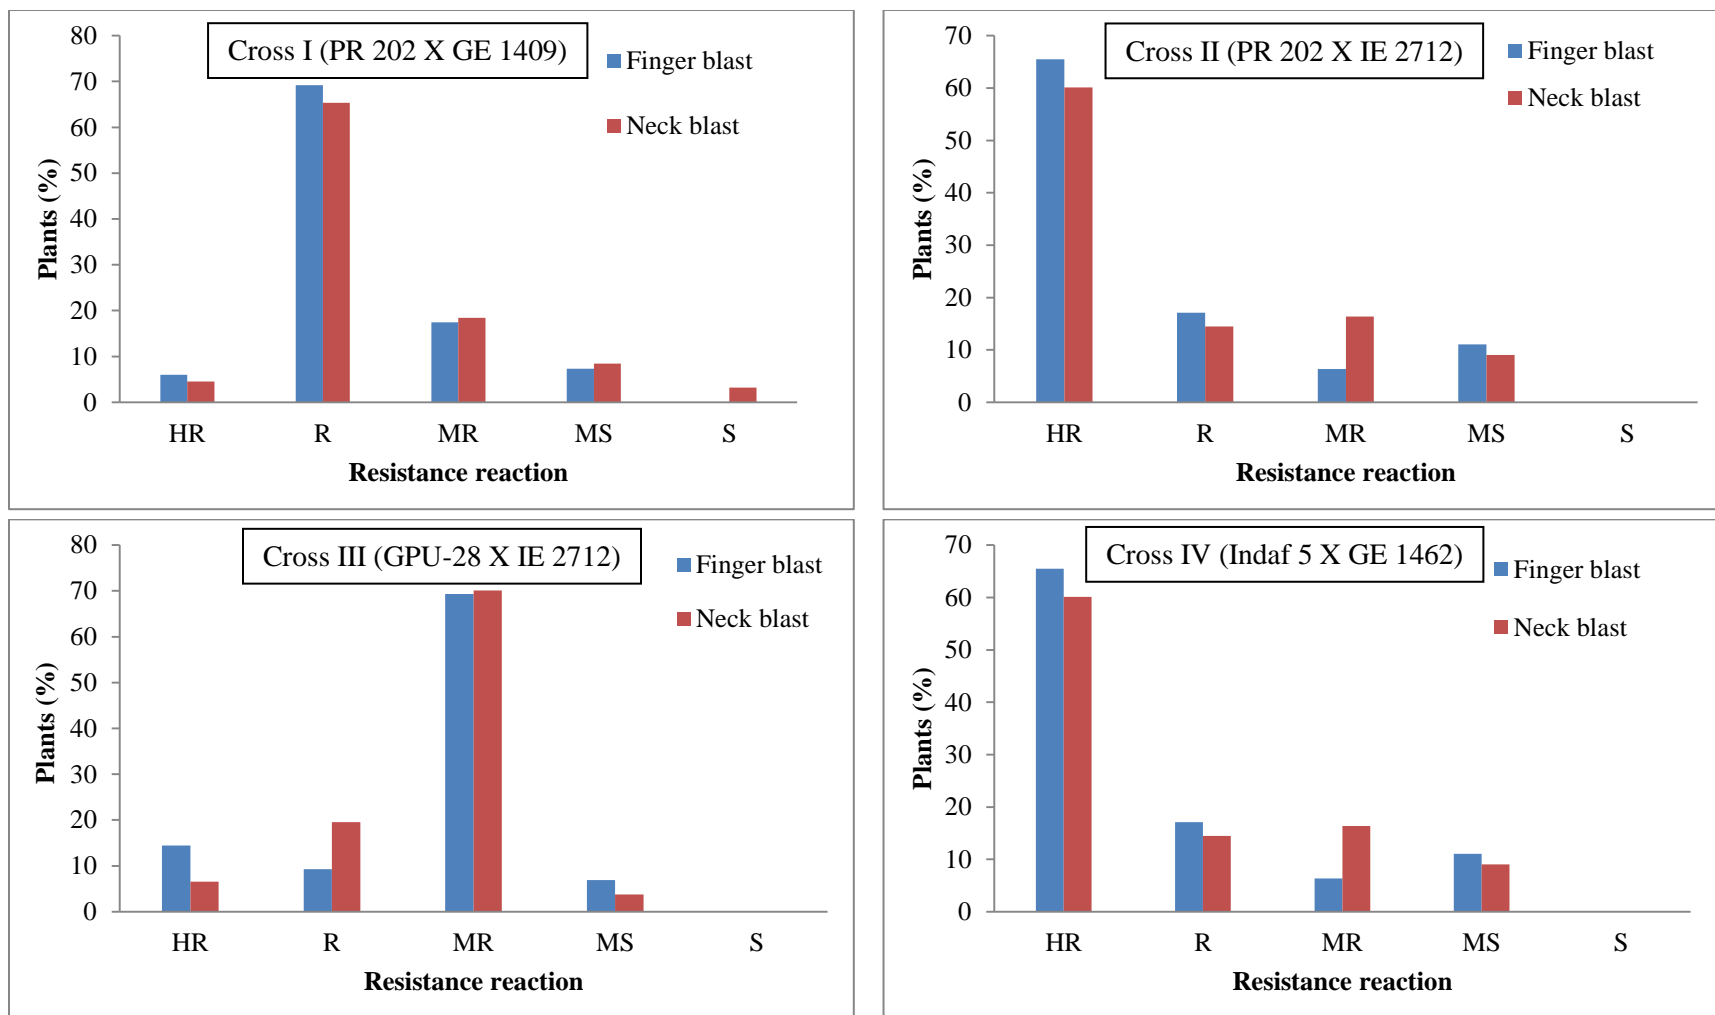 Cross I (PR 202 X GE 1409)
Finger blast
Neck blast
Plants (%)
80
70
60
50
40
30
20
10
0
HR R MR MS S
Resistance reaction
Cross II (PR 202 X IE 2712)
Finger blast
Neck blast
Plants (%)
70
60
50
40
30
20
10
0
HR R MR MS S
Resistance reaction
Cross III (GPU-28 X IE 2712)
Finger blast
Neck blast
Plants (%)
80
70
60
50
40
30
20
10
0
HR R MR MS S
Resistance reaction
Cross IV (Indaf 5 X GE 1462)
Finger blast
Neck blast
Plants (%)
70
60
50
40
30
20
10
0
HR R MR MS S
Resistance reaction